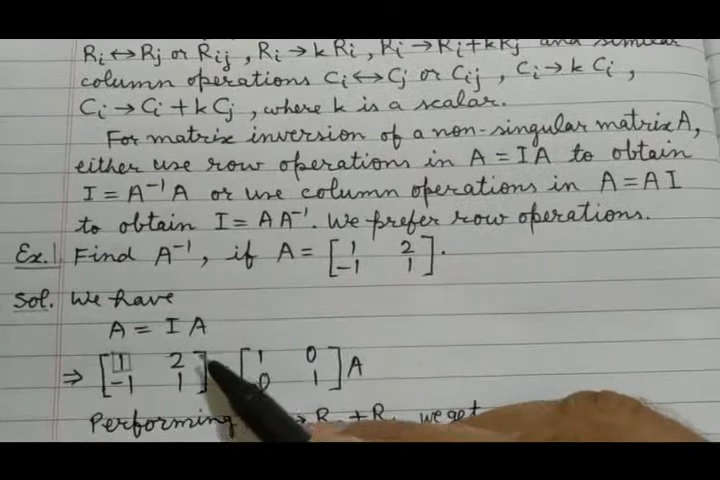 Ri ↔ Rj or Rij , Ri → k Ri , Ri → Ri + k Rj and similar
column operations Ci ↔ Cj or Cij , Ci → k Ci ,
Ci → Ci + k Cj , where k is a scalar.
For matrix inversion of a non-singular matrix A,
either use row operations in A = IA to obtain
I = A⁻¹ A or use column operations in A = A I
to obtain I = A A⁻¹. We prefer row operations.
Ex.1. Find A⁻¹, if A = [1 2
-1 1].
Sol. We have
A = I A
⇒ [1 2 ] [1 0
-1 1 0 1] A
Performing → R + R we get